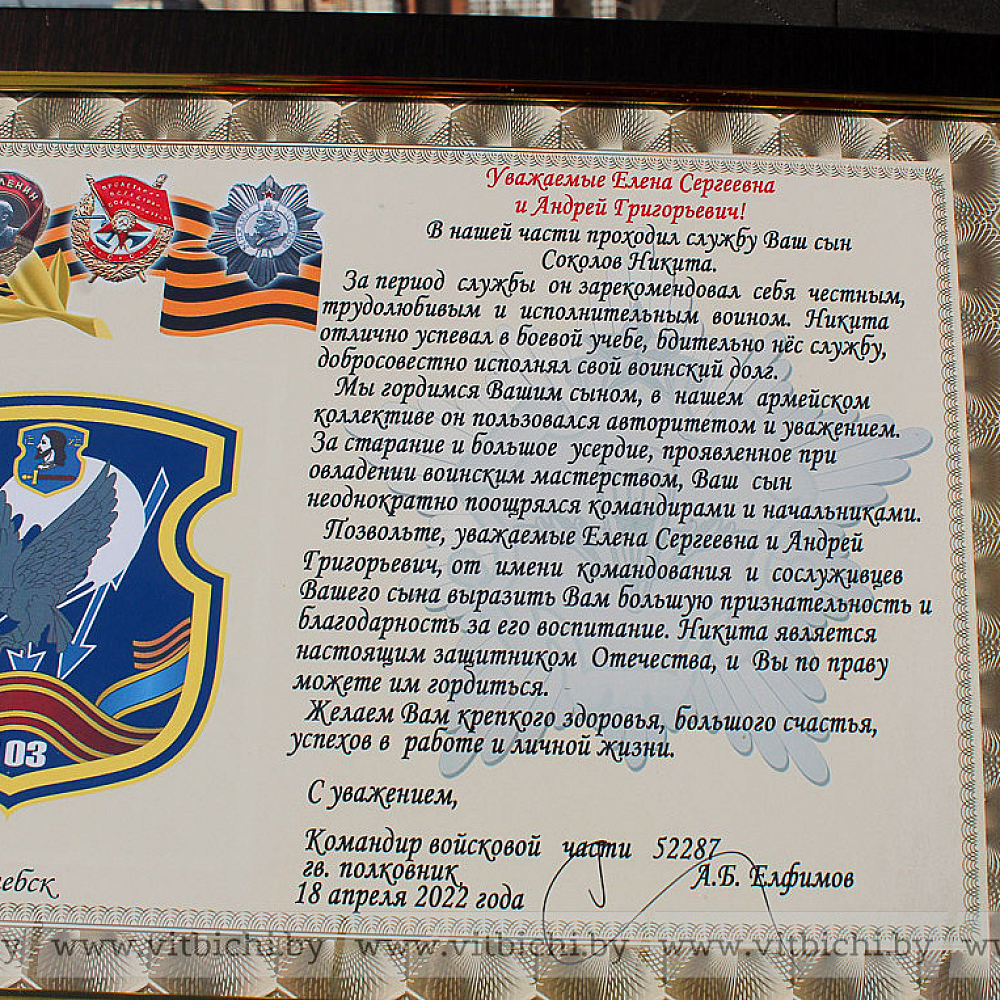 Уважаемые Елена Сергеевна
и Андрей Григорьевич!
В нашей части проходил службу Ваш сын
Соколов Никита.
За период службы он зарекомендовал себя честным,
трудолюбивым и исполнительным воином. Никита
отлично успевал в боевой учебе, бдительно нёс службу,
добросовестно исполнял свой воинский долг.
Мы гордимся Вашим сыном, в нашем армейском
коллективе он пользовался авторитетом и уважением.
За старание и большое усердие, проявленное при
овладении воинским мастерством, Ваш сын
неоднократно поощрялся командирами и начальниками.
Позвольте, уважаемые Елена Сергеевна и Андрей
Григорьевич, от имени командования и сослуживцев
Вашего сына выразить Вам большую признательность и
благодарность за его воспитание. Никита является
настоящим защитником Отечества, и Вы по праву
можете им гордиться.
Желаем Вам крепкого здоровья, большого счастья,
успехов в работе и личной жизни.
С уважением,
Командир войсковой части 52287
гв. полковник А.Б. Елфимов
18 апреля 2022 года
ЛЕНИН
03
ебск
www.vitbichi.by www.vitbichi.by www.vitbichi.by